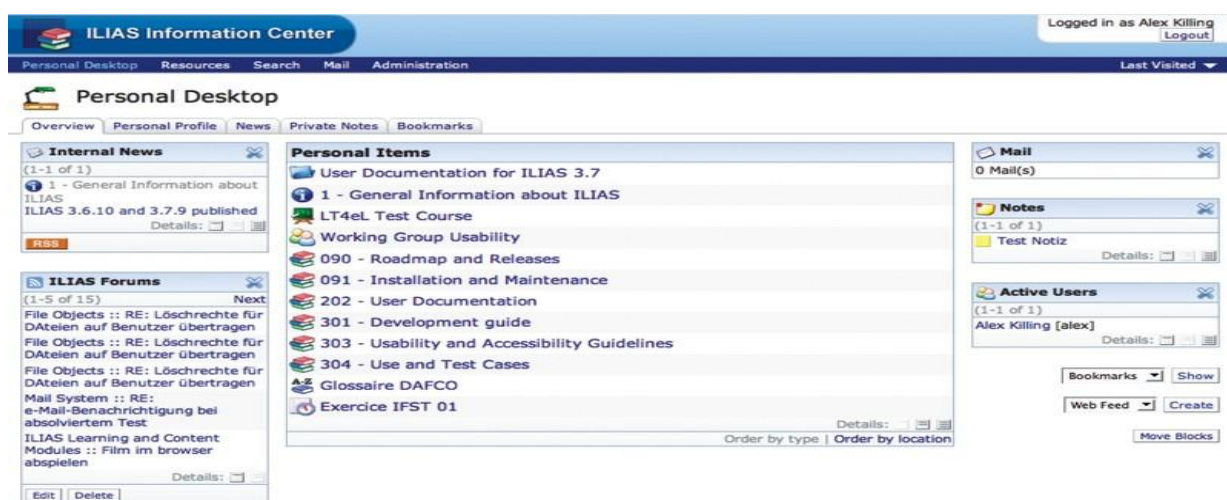 ILIAS Information Center
Logged in as Alex Killing
Logout
Personal Desktop Resources Search Mail Administration Last Visited
Personal Desktop
Overview Personal Profile News Private Notes Bookmarks
Internal News
(1-1 of 1)
1 - General Information about
ILIAS
ILIAS 3.6.10 and 3.7.9 published
Details:
RSS
ILIAS Forums
(1-5 of 15) Next
File Objects :: RE: Löschrechte für
DAteien auf Benutzer übertragen
File Objects :: RE: Löschrechte für
DAteien auf Benutzer übertragen
File Objects :: RE: Löschrechte für
DAteien auf Benutzer übertragen
Mail System :: RE:
e-Mail-Benachrichtigung bei
absolviertem Test
ILIAS Learning and Content
Modules :: Film im browser
abspielen
Details:
Edit Delete
Personal Items
User Documentation for ILIAS 3.7
1 - General Information about ILIAS
LT4eL Test Course
Working Group Usability
090 - Roadmap and Releases
091 - Installation and Maintenance
202 - User Documentation
301 - Development guide
303 - Usability and Accessibility Guidelines
304 - Use and Test Cases
A-Z Glossaire DAFCO
Exercice IFST 01
Details:
Order by type | Order by location
Mail
0 Mail(s)
Notes
(1-1 of 1)
Test Notiz
Details:
Active Users
(1-1 of 1)
Alex Killing [alex]
Details:
Bookmarks Show
Web Feed Create
Move Blocks